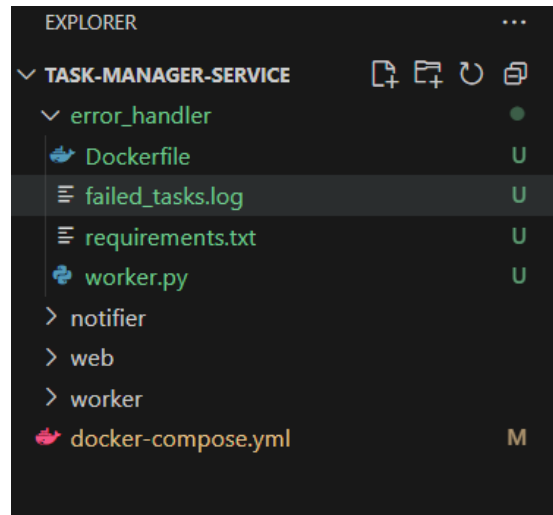 EXPLORER
TASK-MANAGER-SERVICE
error_handler
Dockerfile U
failed_tasks.log U
requirements.txt U
worker.py U
notifier
web
worker
docker-compose.yml M